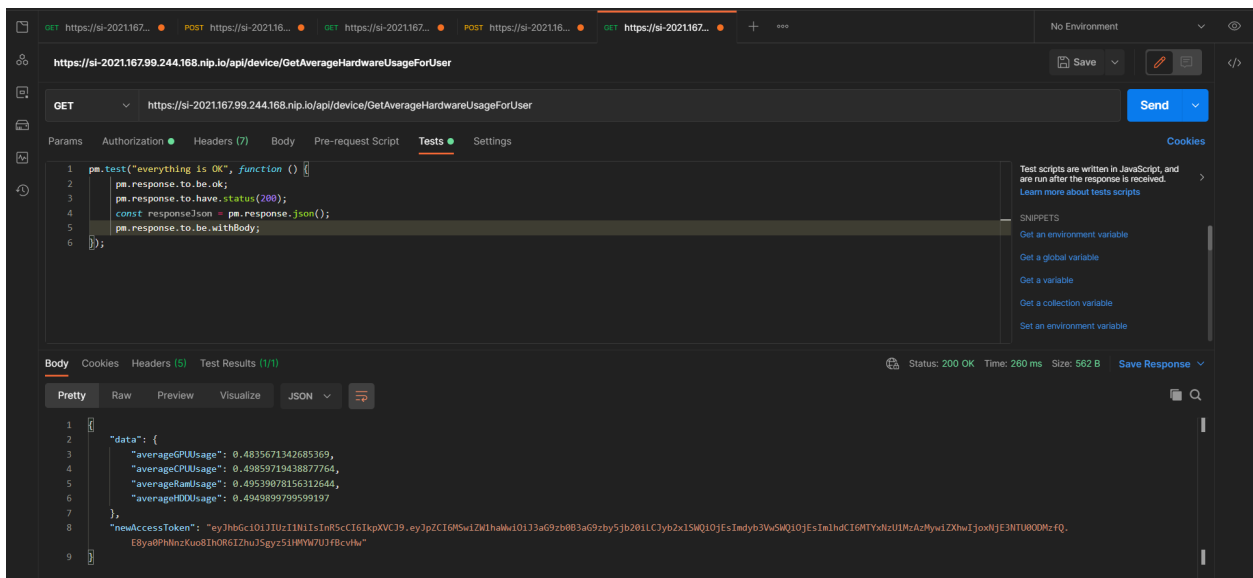 GET https://si-2021.167... POST https://si-2021.16... GET https://si-2021.167... POST https://si-2021.16... GET https://si-2021.167... + ooo No Environment
https://si-2021.167.99.244.168.nip.io/api/device/GetAverageHardwareUsageForUser Save </>
GET https://si-2021.167.99.244.168.nip.io/api/device/GetAverageHardwareUsageForUser Send
Params Authorization Headers (7) Body Pre-request Script Tests Settings Cookies
1 pm.test("everything is OK", function () {
2 pm.response.to.be.ok;
3 pm.response.to.have.status(200);
4 const responseJson = pm.response.json();
5 pm.response.to.be.withBody;
6 });
Test scripts are written in JavaScript, and
are run after the response is received.
Learn more about tests scripts
SNIPPETS
Get an environment variable
Get a global variable
Get a variable
Get a collection variable
Set an environment variable
Body Cookies Headers (5) Test Results (1/1) Status: 200 OK Time: 260 ms Size: 562 B Save Response
Pretty Raw Preview Visualize JSON
1 {
2 "data": {
3 "averageGPUUsage": 0.4835671342685369,
4 "averageCPUUsage": 0.49859719438877764,
5 "averageRamUsage": 0.49539078156312644,
6 "averageHDDUsage": 0.4949899799599197
7 },
8 "newAccessToken":
9 }